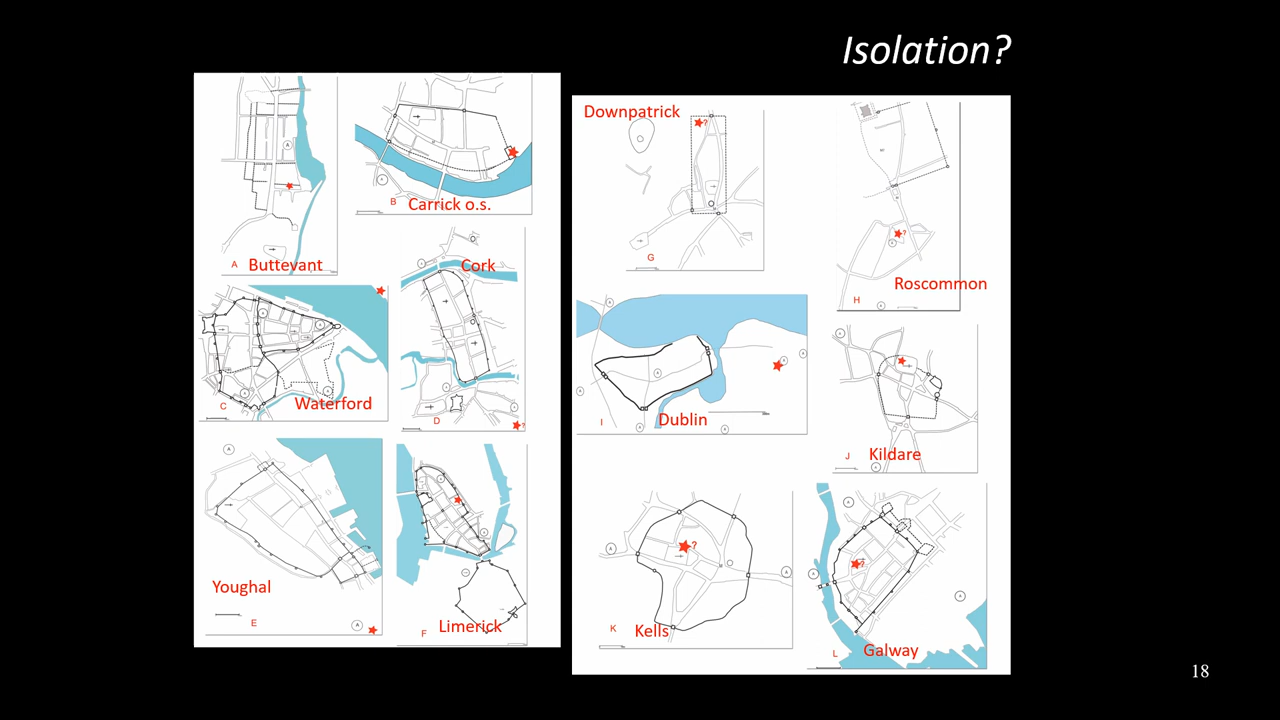 Isolation?
A Buttevant
B Carrick o.s.
C Waterford
Cork
D
?
E
Youghal
F Limerick
Downpatrick
?
G
?
H
Roscommon
I Dublin
J Kildare
?
K Kells
?
L Galway
18